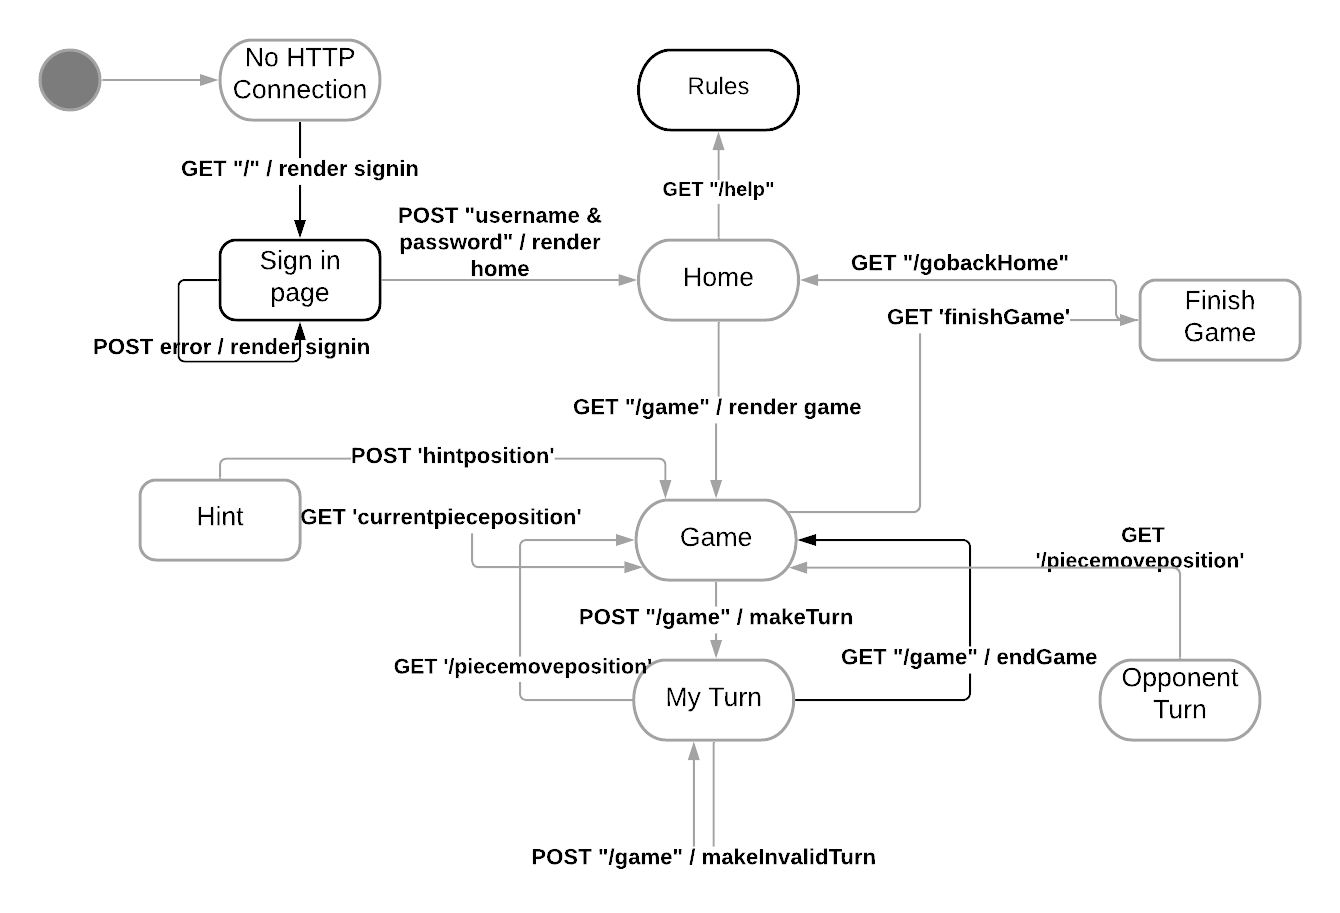 No HTTP
Connection
Rules
GET "/" / render signin
GET "/help"
POST "username &
password" / render
home
Sign in
page
Home
GET "/gobackHome"
Finish
Game
GET 'finishGame'
POST error / render signin
GET "/game" / render game
POST 'hintposition'
Hint
GET 'currentpieceposition'
Game
GET
'/piecemoveposition'
POST "/game" / makeTurn
GET '/piecemoveposition'
My Turn
GET "/game" / endGame
Opponent
Turn
POST "/game" / makeInvalidTurn